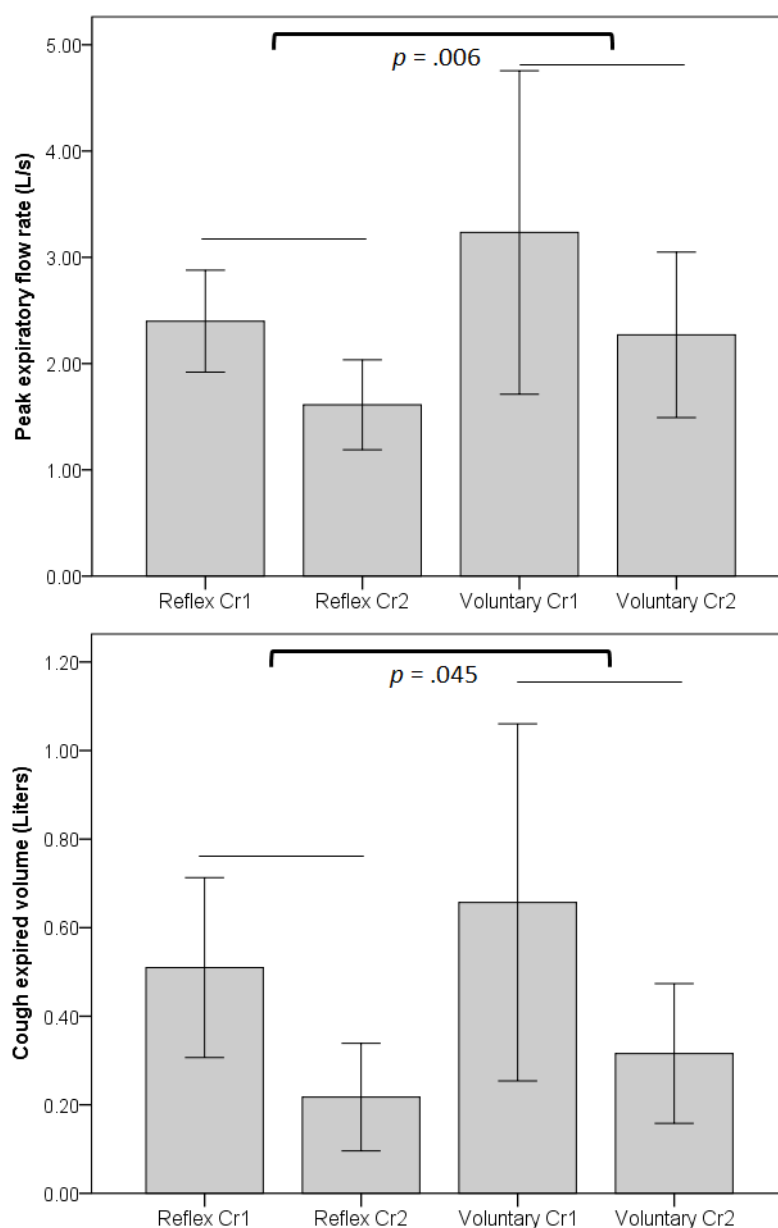 5.00
p = .006
4.00
3.00
2.00
1.00
0.00
Peak expiratory flow rate (L/s)
Reflex Cr1 Reflex Cr2 Voluntary Cr1 Voluntary Cr2
1.20
p = .045
1.00
0.80
0.60
0.40
0.20
0.00
Cough expired volume (Liters)
Reflex Cr1 Reflex Cr2 Voluntary Cr1 Voluntary Cr2